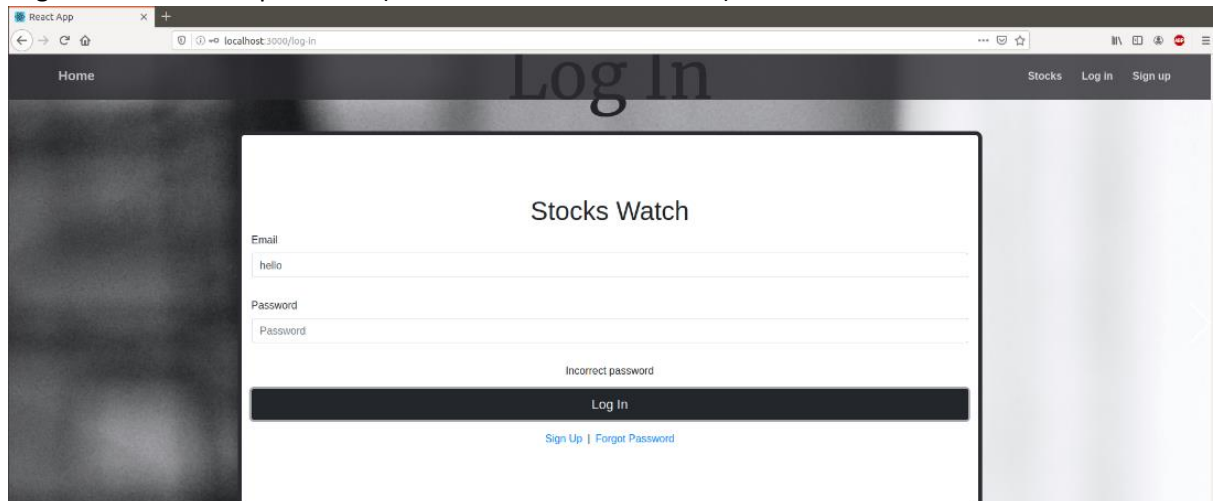 React App
localhost:3000/log-in
Home
Log In
Stocks Log in Sign up
Stocks Watch
Email
hello
Password
Password
Incorrect password
Log In
Sign Up | Forgot Password